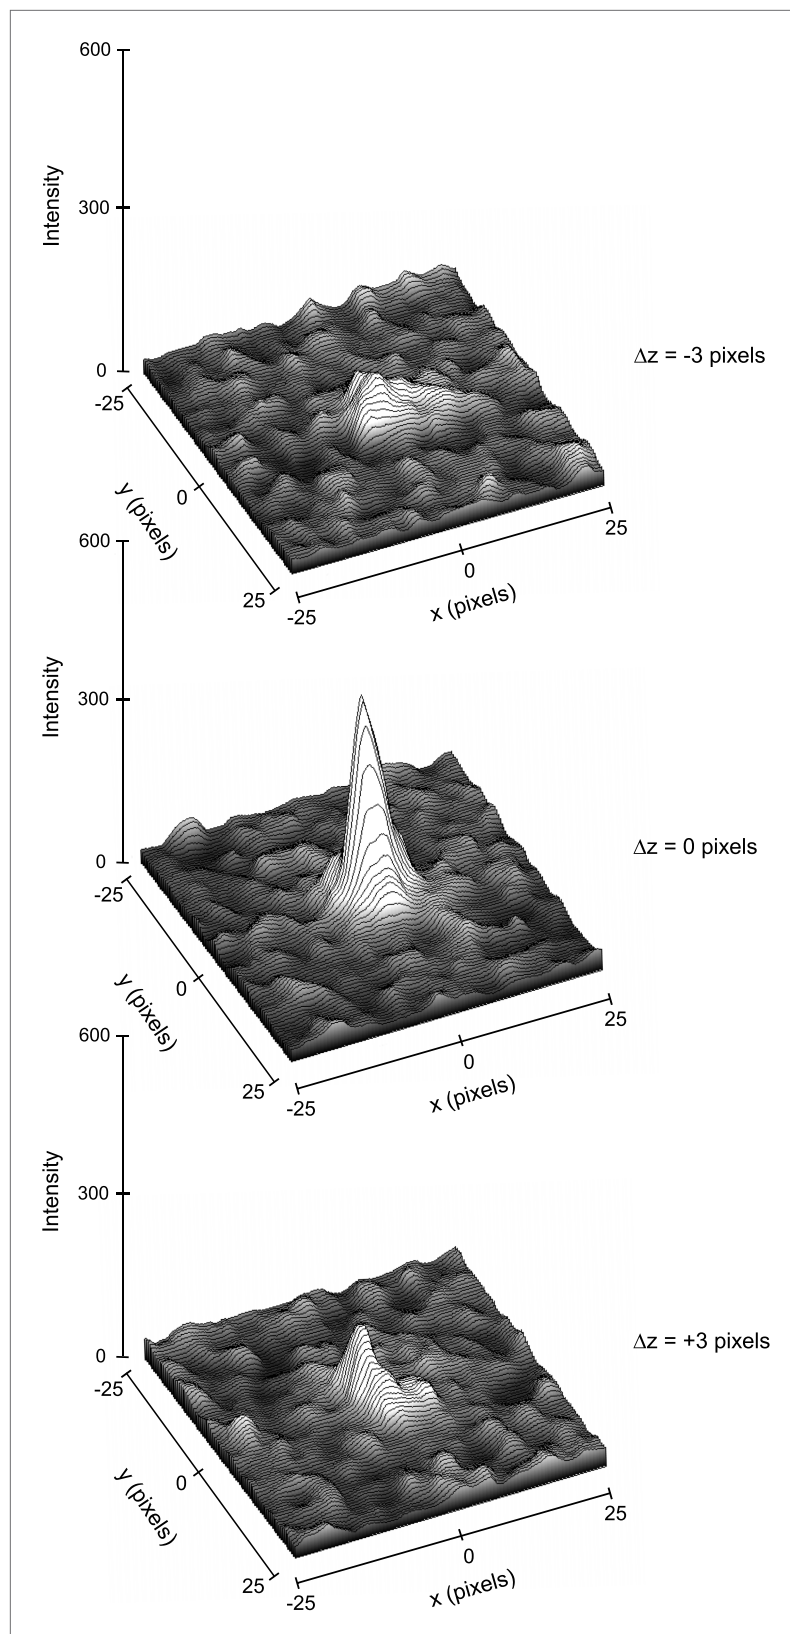 600
Intensity
300
0
-25
y (pixels)
0
25
-25
0
25
x (pixels)
Δz = -3 pixels
600
Intensity
300
0
-25
y (pixels)
0
25
-25
0
25
x (pixels)
Δz = 0 pixels
600
Intensity
300
0
-25
y (pixels)
0
25
-25
0
25
x (pixels)
Δz = +3 pixels